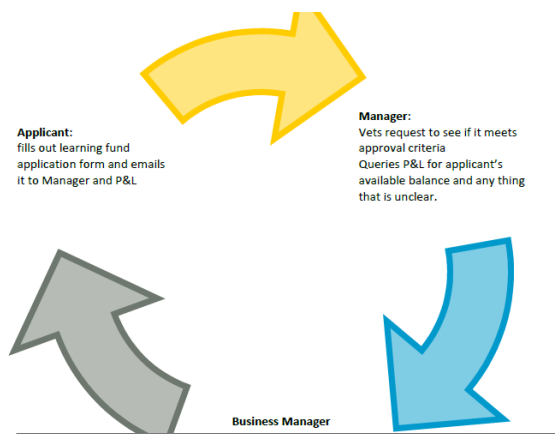 Applicant:
fills out learning fund
application form and emails
it to Manager and P&L
Manager:
Vets request to see if it meets
approval criteria
Queries P&L for applicant's
available balance and any thing
that is unclear.
Business Manager